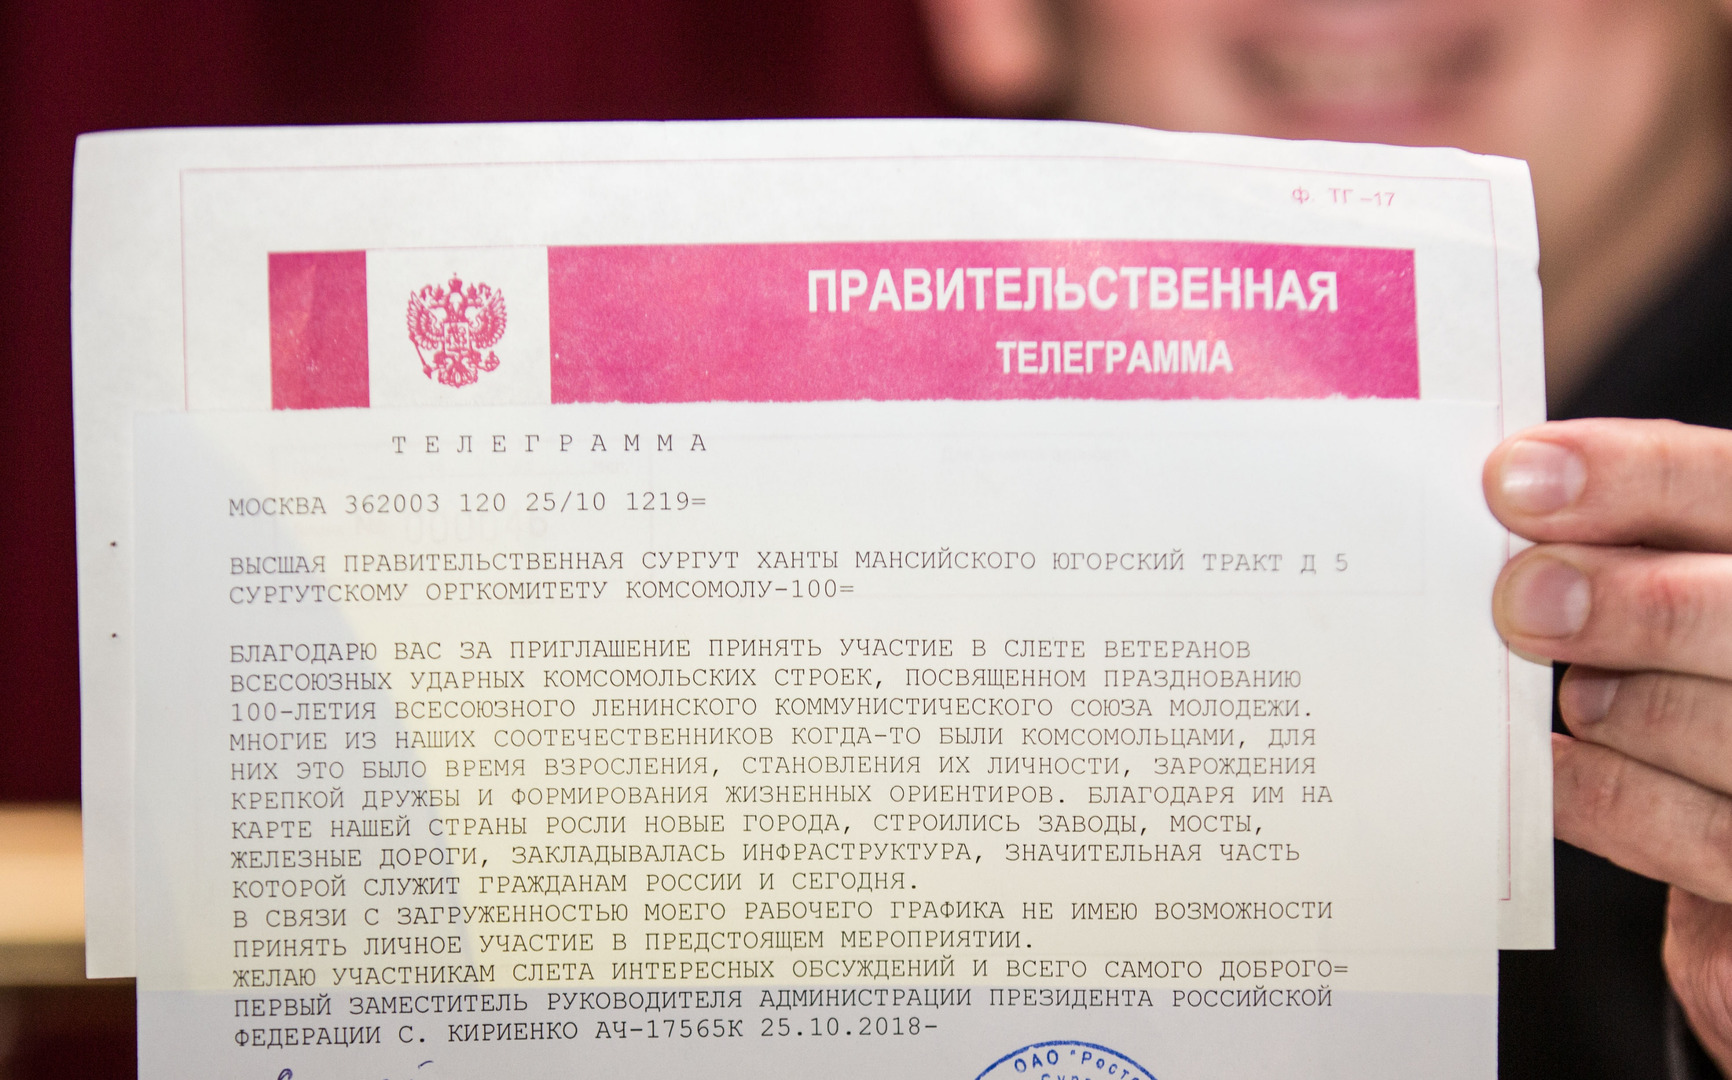 Ф. ТГ-17
ПРАВИТЕЛЬСТВЕННАЯ
ТЕЛЕГРАММА
ТЕЛЕГРАММА
МОСКВА 362003 120 25/10 1219=
ВЫСШАЯ ПРАВИТЕЛЬСТВЕННАЯ СУРГУТ ХАНТЫ МАНСИЙСКОГО ЮГОРСКИЙ ТРАКТ Д 5
СУРГУТСКОМУ ОРГКОМИТЕТУ КОМСОМОЛУ-100=
БЛАГОДАРЮ ВАС ЗА ПРИГЛАШЕНИЕ ПРИНЯТЬ УЧАСТИЕ В СЛЕТЕ ВЕТЕРАНОВ
ВСЕСОЮЗНЫХ УДАРНЫХ КОМСОМОЛЬСКИХ СТРОЕК, ПОСВЯЩЕННОМ ПРАЗДНОВАНИЮ
100-ЛЕТИЯ ВСЕСОЮЗНОГО ЛЕНИНСКОГО КОММУНИСТИЧЕСКОГО СОЮЗА МОЛОДЕЖИ.
МНОГИЕ ИЗ НАШИХ СООТЕЧЕСТВЕННИКОВ КОГДА-ТО БЫЛИ КОМСОМОЛЬЦАМИ, ДЛЯ
НИХ ЭТО БЫЛО ВРЕМЯ ВЗРОСЛЕНИЯ, СТАНОВЛЕНИЯ ИХ ЛИЧНОСТИ, ЗАРОЖДЕНИЯ
КРЕПКОЙ ДРУЖБЫ И ФОРМИРОВАНИЯ ЖИЗНЕННЫХ ОРИЕНТИРОВ. БЛАГОДАРЯ ИМ НА
КАРТЕ НАШЕЙ СТРАНЫ РОСЛИ НОВЫЕ ГОРОДА, СТРОИЛИСЬ ЗАВОДЫ, МОСТЫ,
ЖЕЛЕЗНЫЕ ДОРОГИ, ЗАКЛАДЫВАЛАСЬ ИНФРАСТРУКТУРА, ЗНАЧИТЕЛЬНАЯ ЧАСТЬ
КОТОРОЙ СЛУЖИТ ГРАЖДАНАМ РОССИИ И СЕГОДНЯ.
В СВЯЗИ С ЗАГРУЖЕННОСТЬЮ МОЕГО РАБОЧЕГО ГРАФИКА НЕ ИМЕЮ ВОЗМОЖНОСТИ
ПРИНЯТЬ ЛИЧНОЕ УЧАСТИЕ В ПРЕДСТОЯЩЕМ МЕРОПРИЯТИИ.
ЖЕЛАЮ УЧАСТНИКАМ СЛЕТА ИНТЕРЕСНЫХ ОБСУЖДЕНИЙ И ВСЕГО САМОГО ДОБРОГО=
ПЕРВЫЙ ЗАМЕСТИТЕЛЬ РУКОВОДИТЕЛЯ АДМИНИСТРАЦИИ ПРЕЗИДЕНТА РОССИЙСКОЙ
ФЕДЕРАЦИИ С. КИРИЕНКО АЧ-17565К 25.10.2018-
ОАО "Росте